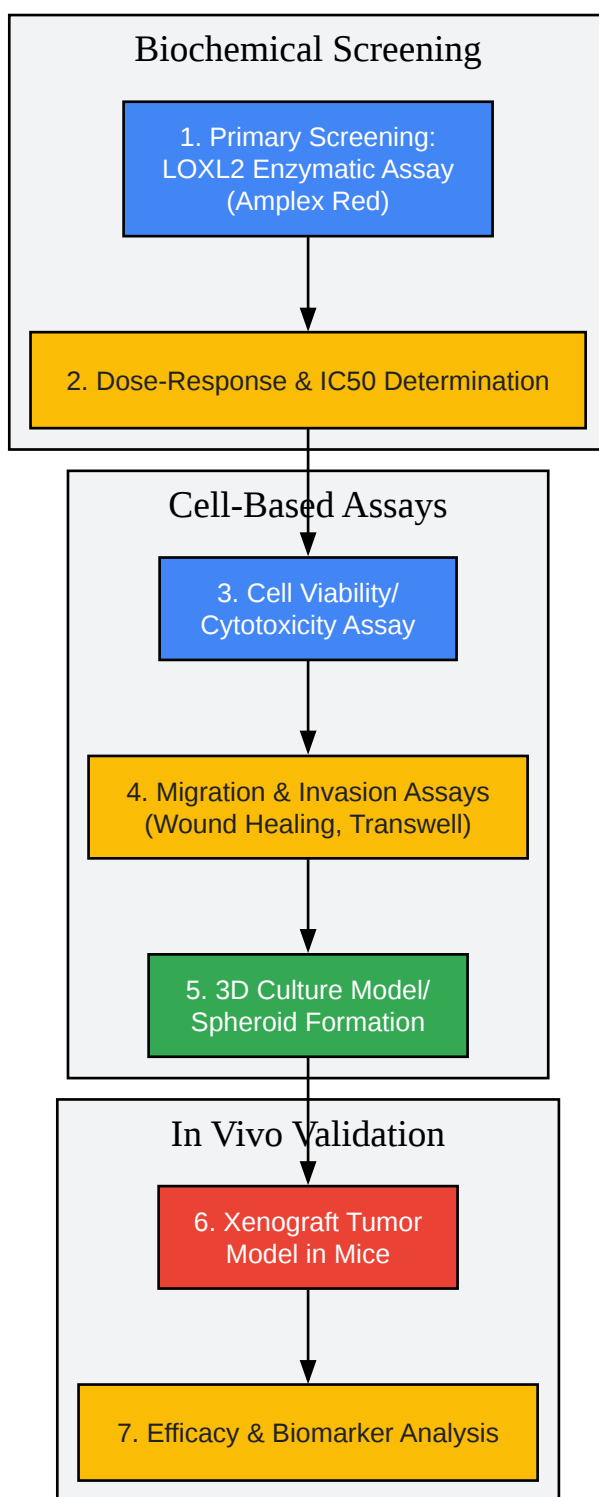 Biochemical Screening
1. Primary Screening:
LOXL2 Enzymatic Assay
(Amplex Red)
2. Dose-Response & IC50 Determination
Cell-Based Assays
3. Cell Viability/
Cytotoxicity Assay
4. Migration & Invasion Assays
(Wound Healing, Transwell)
5. 3D Culture Model/
Spheroid Formation
In Vivo Validation
6. Xenograft Tumor
Model in Mice
7. Efficacy & Biomarker Analysis